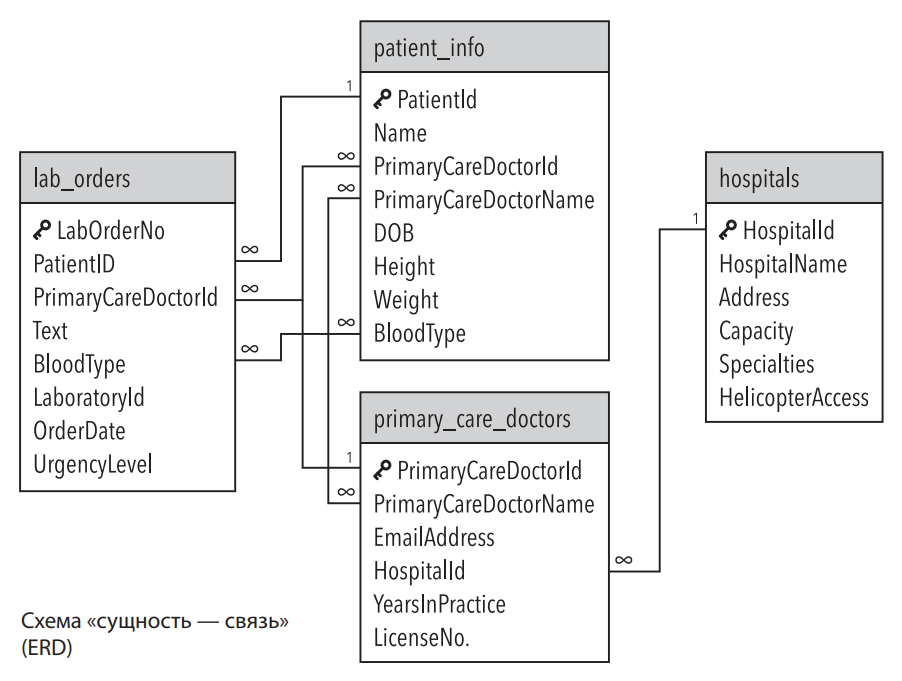 patient_info
PatientId
Name
PrimaryCareDoctorId
PrimaryCareDoctorName
DOB
Height
Weight
BloodType
lab_orders
LabOrderNo
PatientID
PrimaryCareDoctorId
Text
BloodType
LaboratoryId
OrderDate
UrgencyLevel
primary_care_doctors
PrimaryCareDoctorId
PrimaryCareDoctorName
EmailAddress
HospitalId
YearsInPractice
LicenseNo.
hospitals
HospitalId
HospitalName
Address
Capacity
Specialties
HelicopterAccess
1
∞
∞
∞
∞
∞
∞
1
∞
1
∞
Схема «сущность — связь»
(ERD)